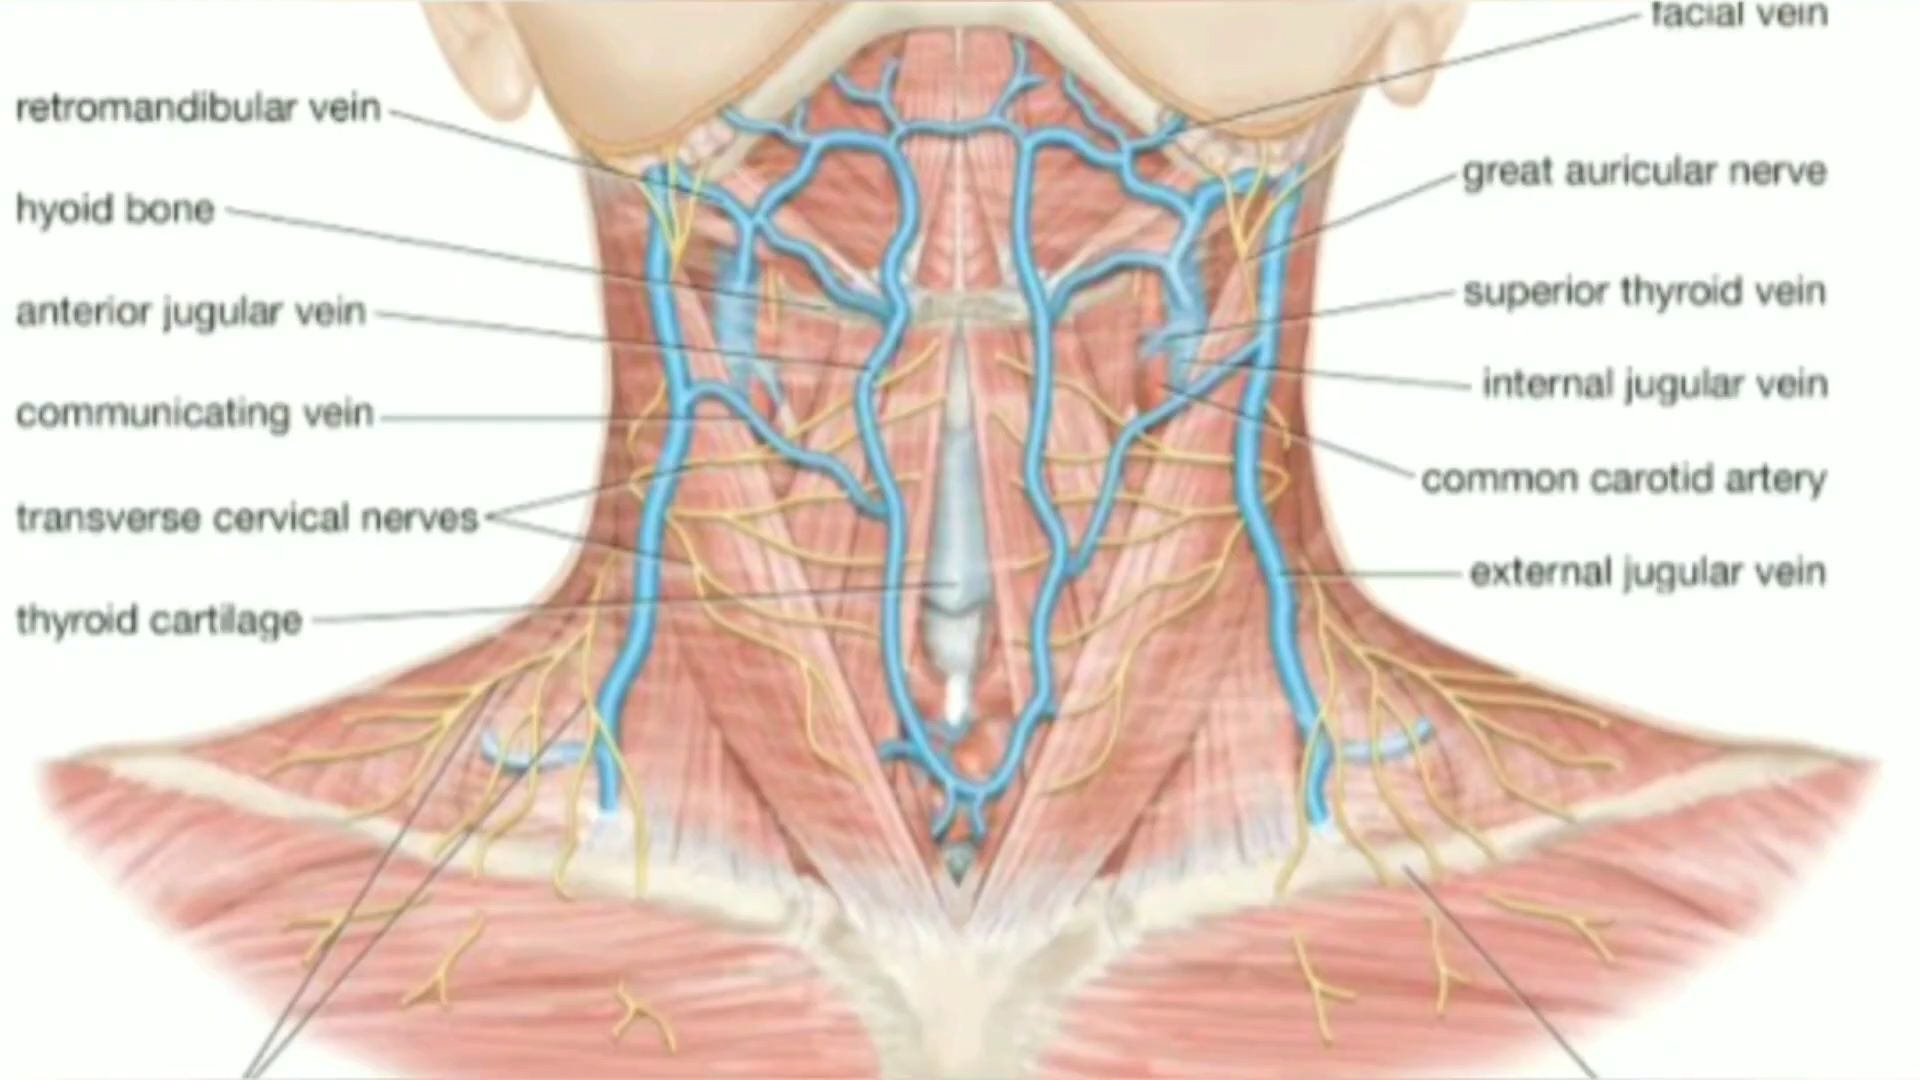 facial vein
retromandibular vein
great auricular nerve
hyoid bone
superior thyroid vein
anterior jugular vein
internal jugular vein
communicating vein
common carotid artery
transverse cervical nerves
external jugular vein
thyroid cartilage